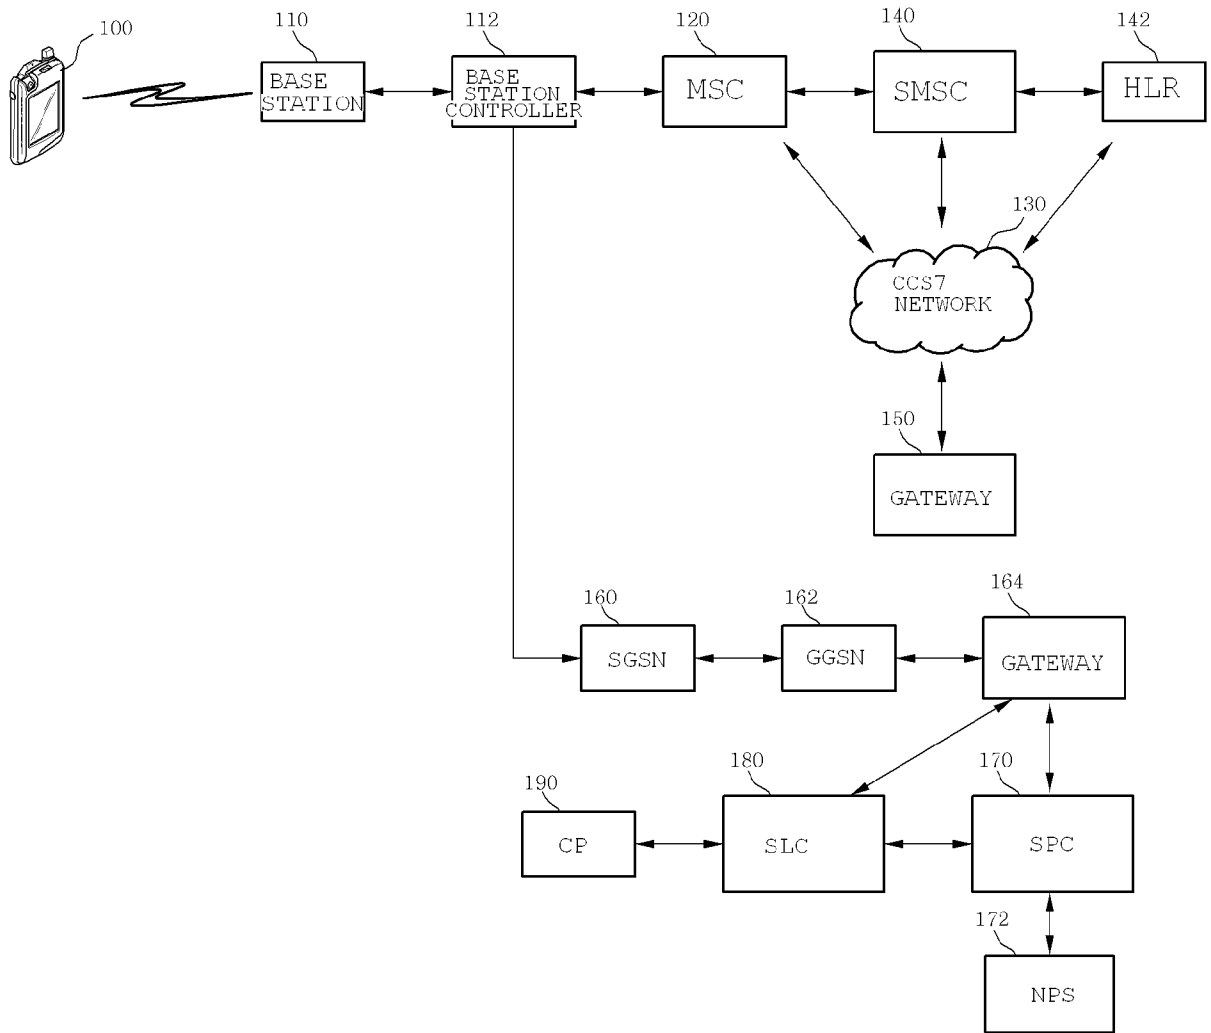 100
110
112
120
140
142
BASE
STATION
BASE
STATION
CONTROLLER
MSC
SMSC
HLR
130
CCS7
NETWORK
150
GATEWAY
160
162
164
SGSN
GGSN
GATEWAY
190
180
170
CP
SLC
SPC
172
NPS